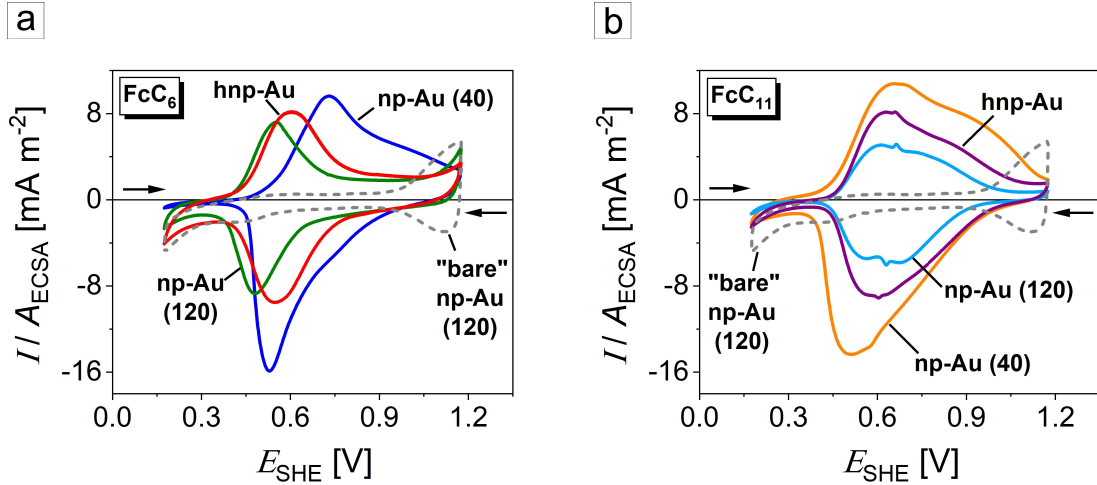 a
b
FcC6
hnp-Au
np-Au (40)
np-Au
(120)
"bare"
np-Au
(120)
8
0
-8
-16
I / AECSA [mA m-2]
0.0
0.3
0.6
0.9
1.2
ESHE [V]
FcC11
hnp-Au
"bare"
np-Au
(120)
np-Au (120)
np-Au (40)
8
0
-8
-16
I / AECSA [mA m-2]
0.0
0.3
0.6
0.9
1.2
ESHE [V]